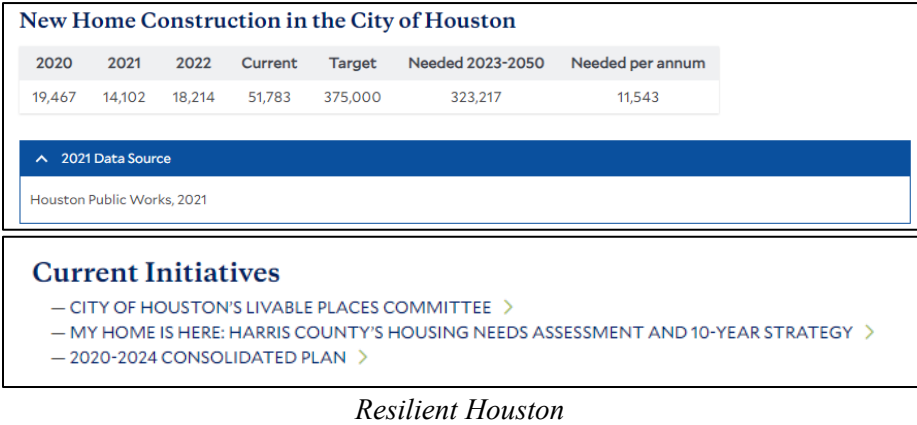 New Home Construction in the City of Houston
2020 2021 2022 Current Target Needed 2023-2050 Needed per annum
19,467 14,102 18,214 51,783 375,000 323,217 11,543
2021 Data Source
Houston Public Works, 2021
Current Initiatives
— CITY OF HOUSTON'S LIVABLE PLACES COMMITTEE >
— MY HOME IS HERE: HARRIS COUNTY'S HOUSING NEEDS ASSESSMENT AND 10-YEAR STRATEGY >
— 2020-2024 CONSOLIDATED PLAN >
Resilient Houston